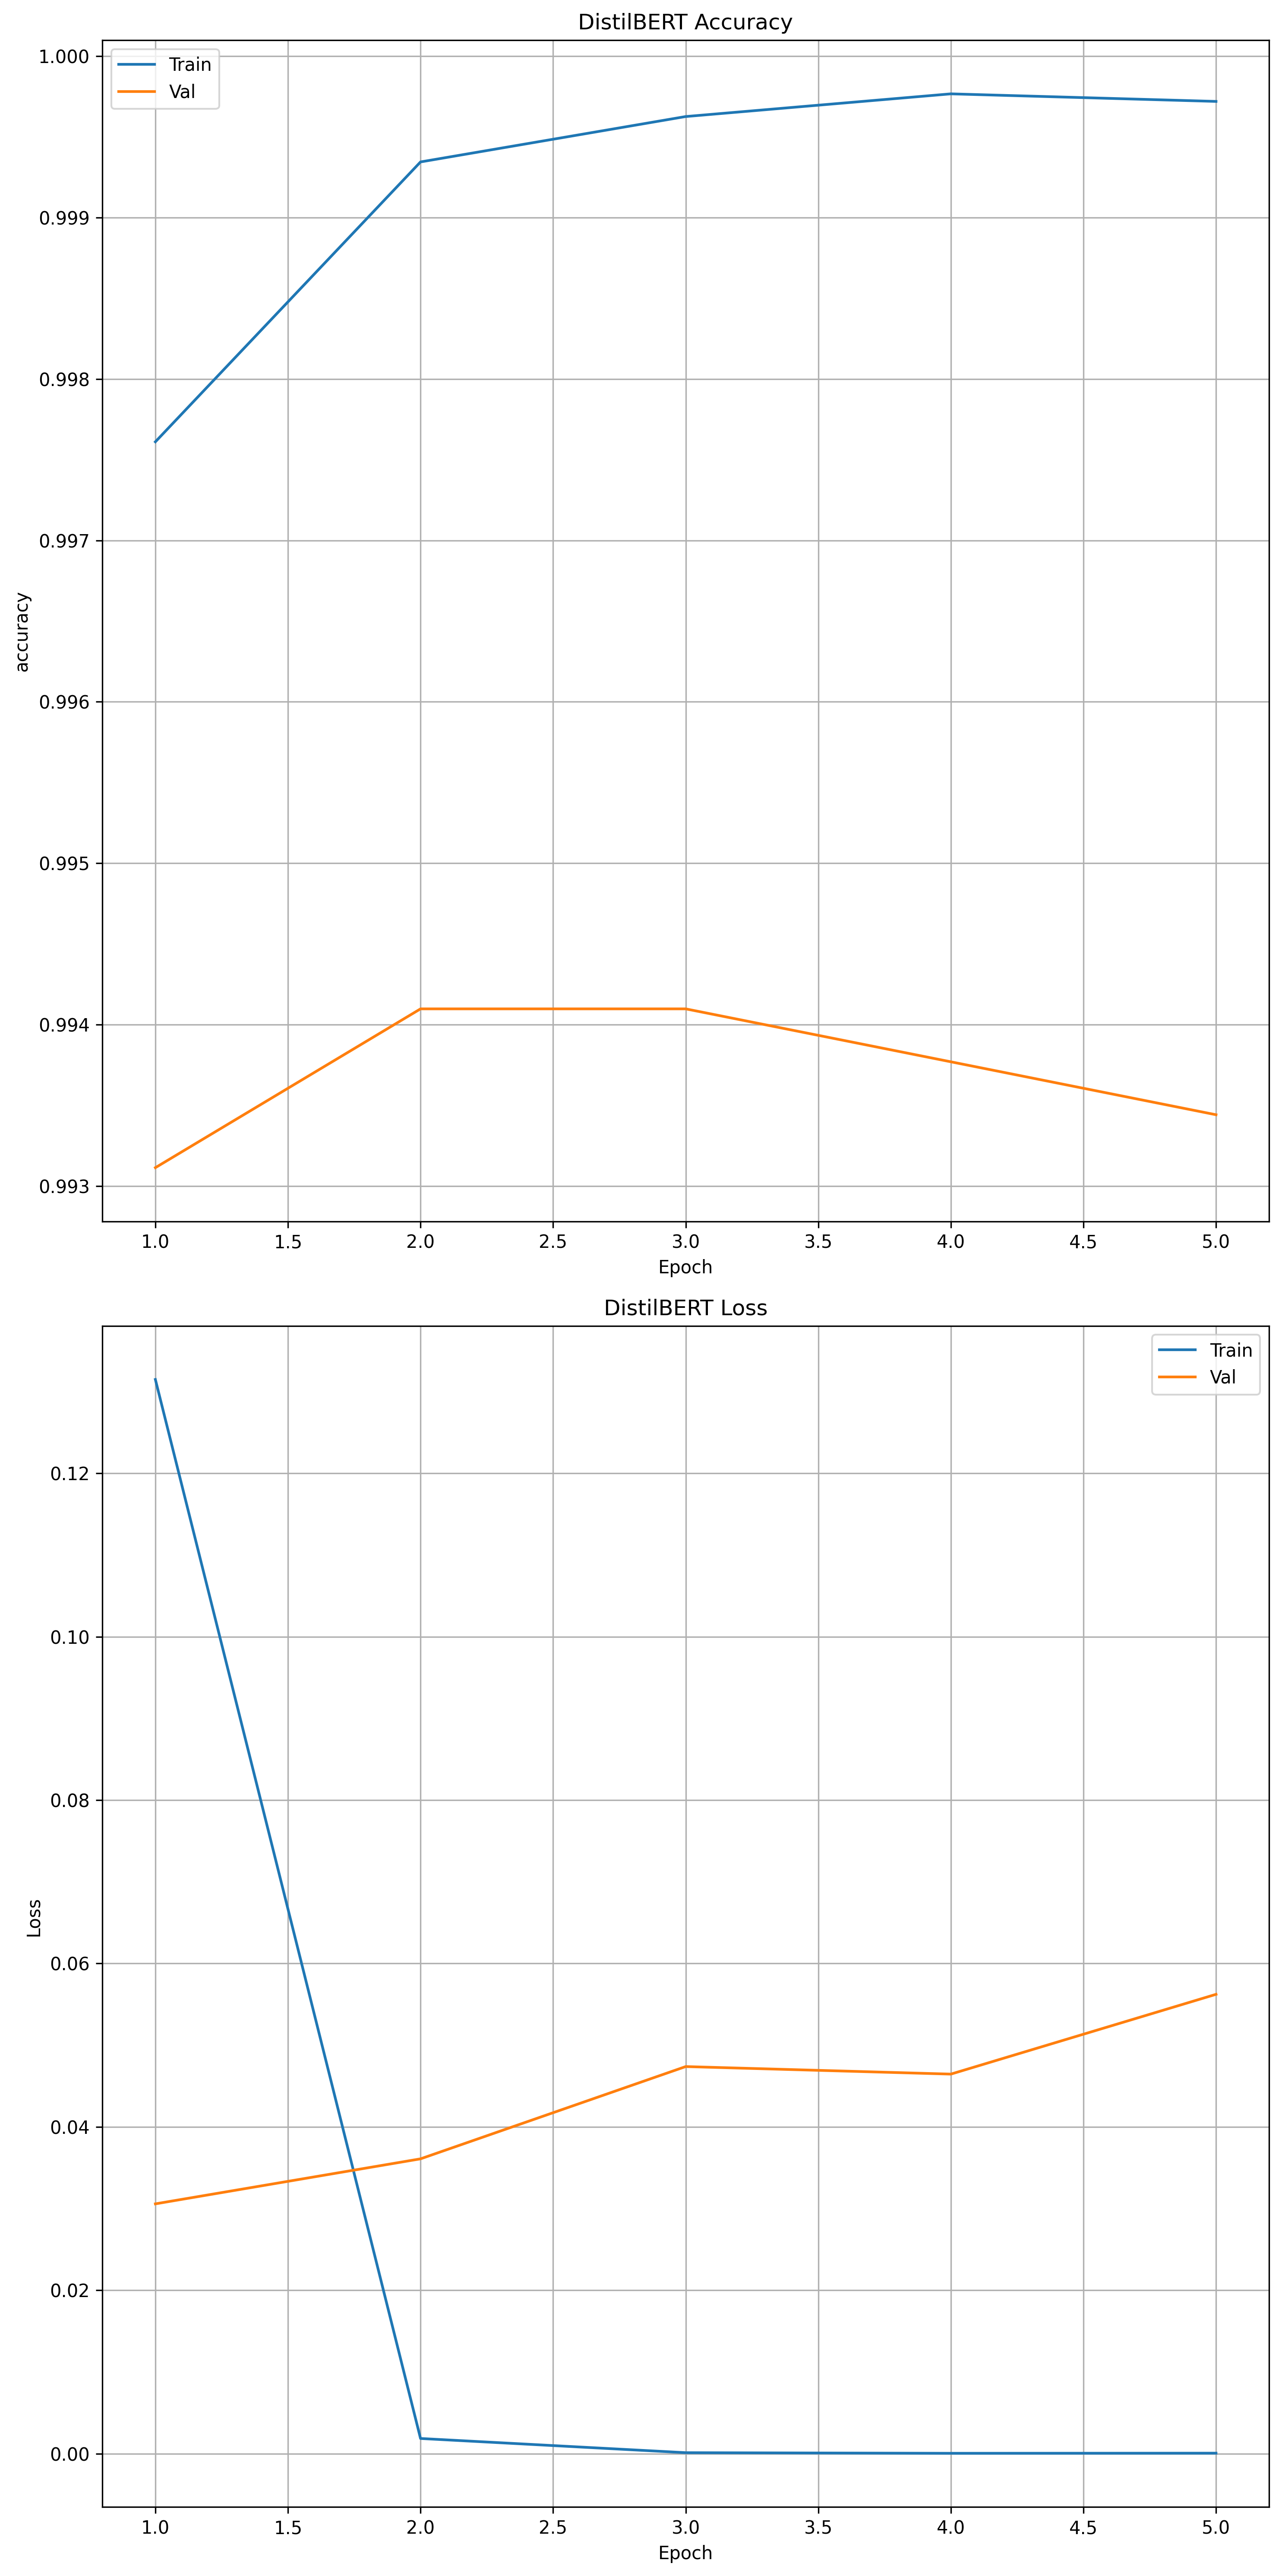 DistilBERT Accuracy
Train
Val
1.000
0.999
0.998
0.997
0.996
0.995
0.994
0.993
accuracy
1.0 1.5 2.0 2.5 3.0 3.5 4.0 4.5 5.0
Epoch
DistilBERT Loss
Train
Val
0.12
0.10
0.08
0.06
0.04
0.02
0.00
Loss
1.0 1.5 2.0 2.5 3.0 3.5 4.0 4.5 5.0
Epoch